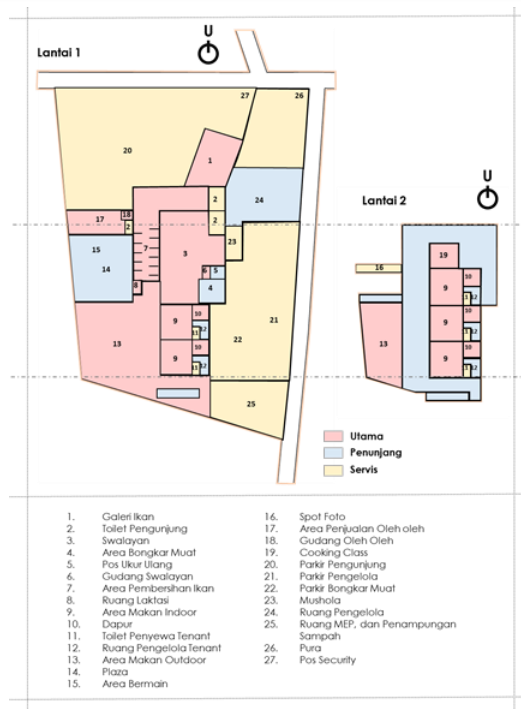 U
Lantai 1
27
26
20
1
2
24
18
17
2
2
7
3
23
15
14
6
5
4
8
21
13
9
10
12
11
22
10
9
12
11
25
U
Lantai 2
16
19
9
10
3
12
10
9
13
3
12
10
9
3
12
Utama
Penunjang
Servis
1. Galeri Ikan
2. Toilet Pengunjung
3. Swalayan
4. Area Bongkar Muat
5. Pos Ukur Ulang
6. Gudang Swalayan
7. Area Pembersihan Ikan
8. Ruang Laktasi
9. Area Makan Indoor
10. Dapur
11. Toilet Penyewa Tenant
12. Ruang Pengelola Tenant
13. Area Makan Outdoor
14. Plaza
15. Area Bermain
16. Spot Foto
17. Area Penjualan Oleh oleh
18. Gudang Oleh Oleh
19. Cooking Class
20. Parkir Pengunjung
21. Parkir Pengelola
22. Parkir Bongkar Muat
23. Mushola
24. Ruang Pengelola
25. Ruang MEP, dan Penampungan
Sampah
26. Pura
27. Pos Security